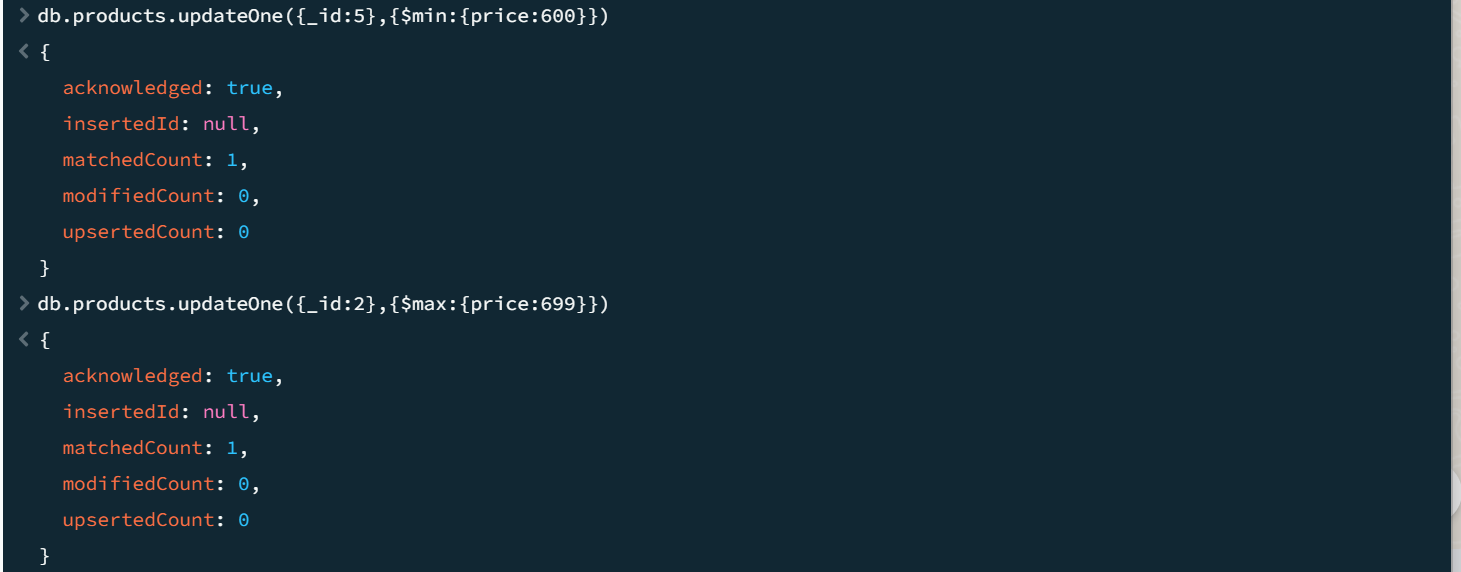 > db.products.updateOne({_id:5},{$min:{price:600}})
< {
acknowledged: true,
insertedId: null,
matchedCount: 1,
modifiedCount: 0,
upsertedCount: 0
}
> db.products.updateOne({_id:2},{$max:{price:699}})
< {
acknowledged: true,
insertedId: null,
matchedCount: 1,
modifiedCount: 0,
upsertedCount: 0
}